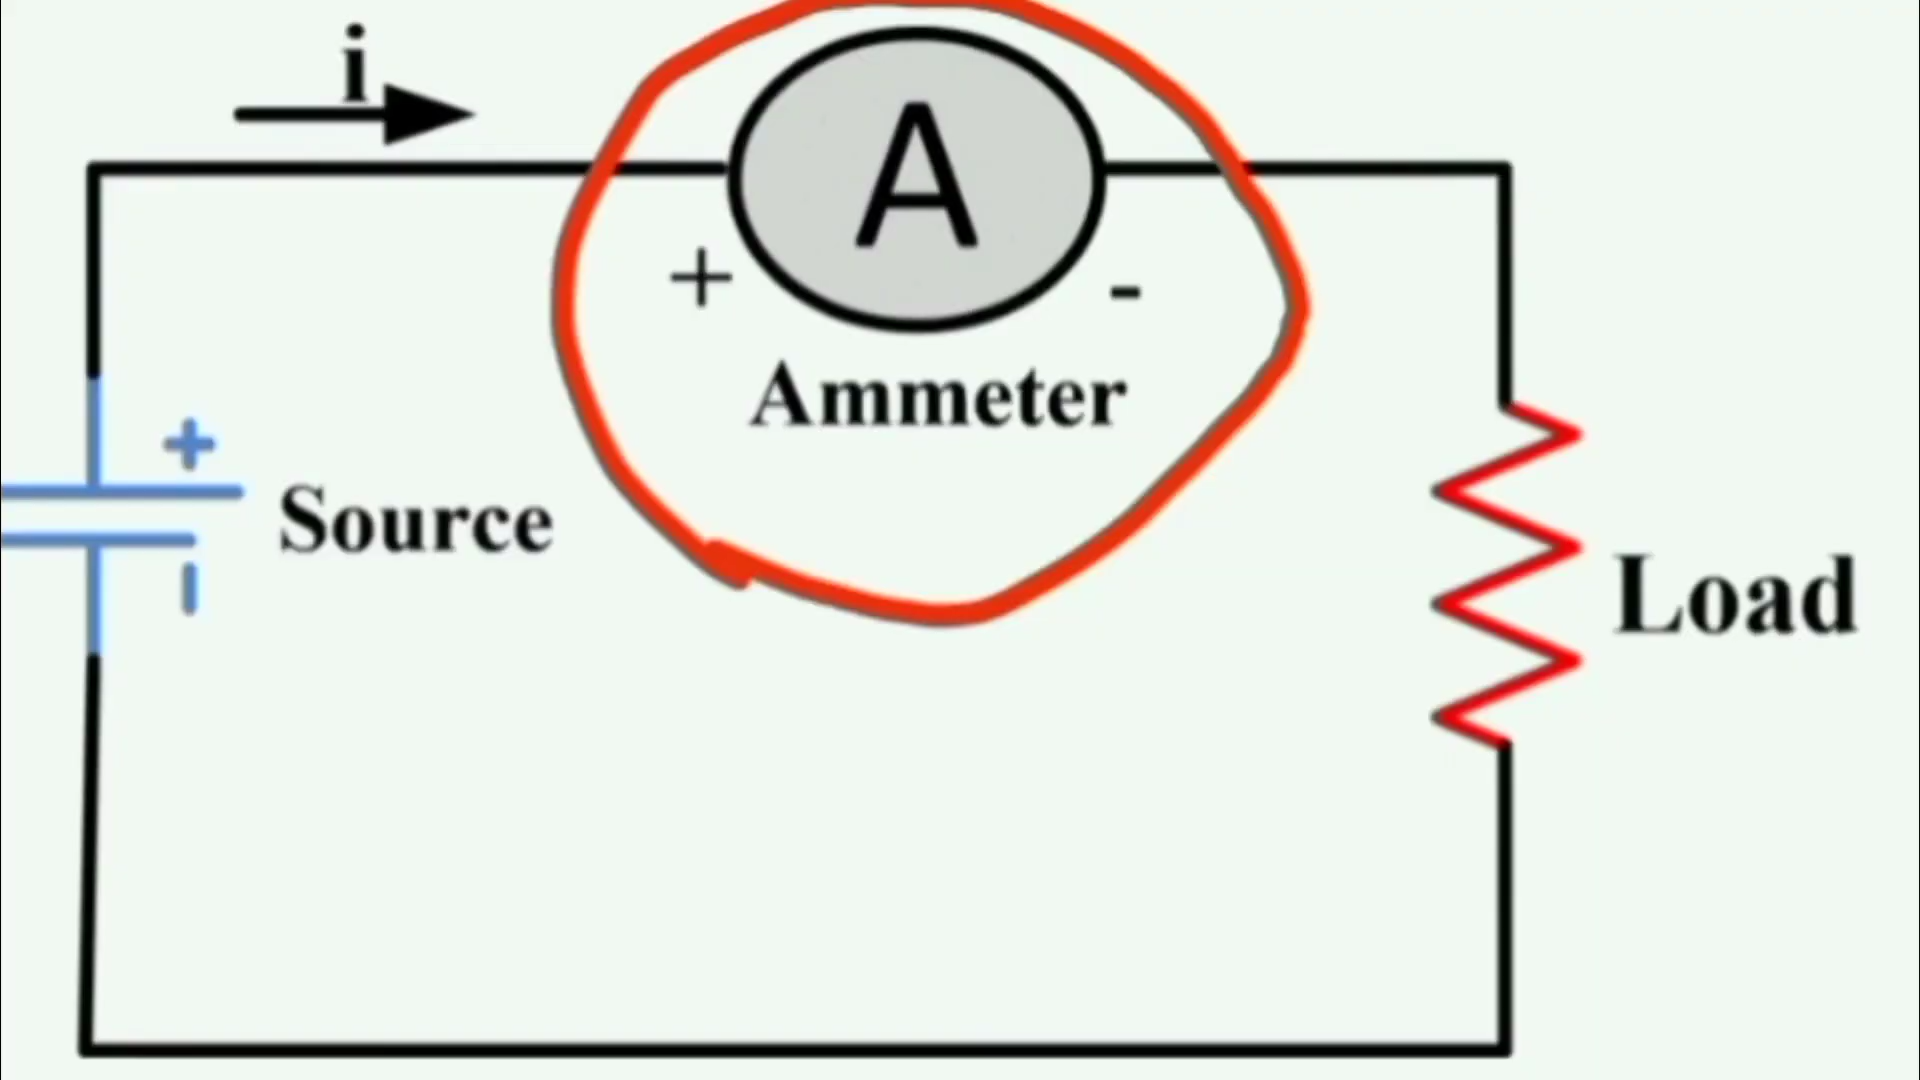 i
A
+ -
Ammeter
+
Source
-
Load